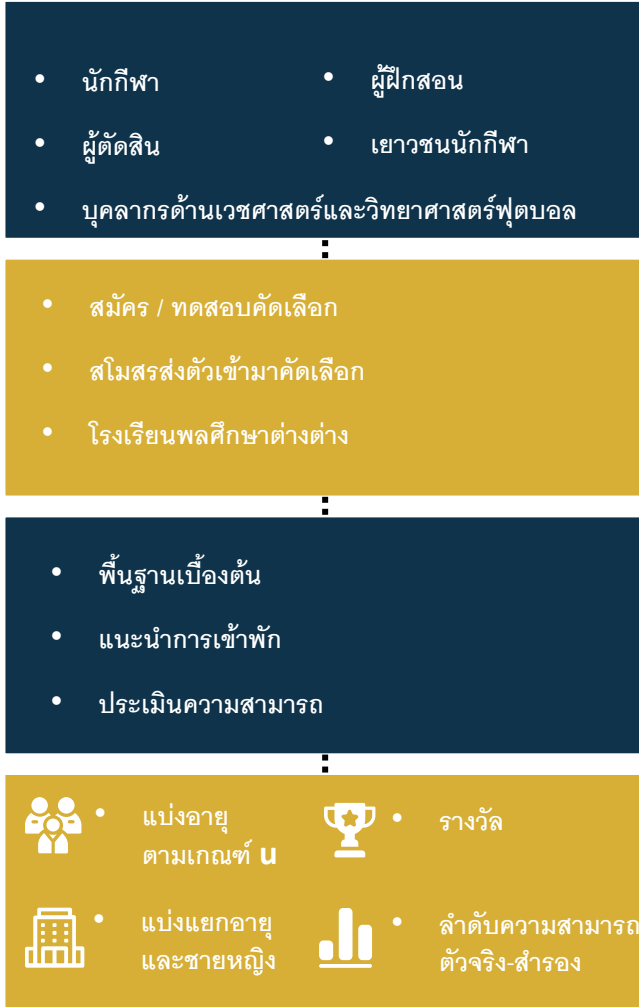 นักกีฬา
ผู้ฝึกสอน
ผู้ตัดสิน
เยาวชนนักกีฬา
บุคลากรด้านเวชศาสตร์และวิทยาศาสตร์ฟุตบอล
สมัคร / ทดสอบคัดเลือก
สโมสรส่งตัวเข้ามาคัดเลือก
โรงเรียนพลศึกษาต่างต่าง
พื้นฐานเบื้องต้น
แนะนำการเข้าพัก
ประเมินความสามารถ
แบ่งอายุ
ตามเกณฑ์ u
รางวัล
แบ่งแยกอายุ
และชายหญิง
ลำดับความสามารถ
ตัวจริง-สำรอง